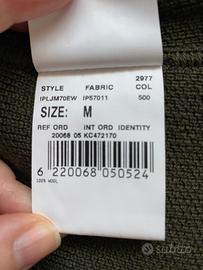 2977
STYLE FABRIC COL
IPLJM70EW IP57011 500
SIZE: M
REF ORD INT ORD IDENTITY
20068 05 KC472170
6 220068 050524
100% WOOL
subito